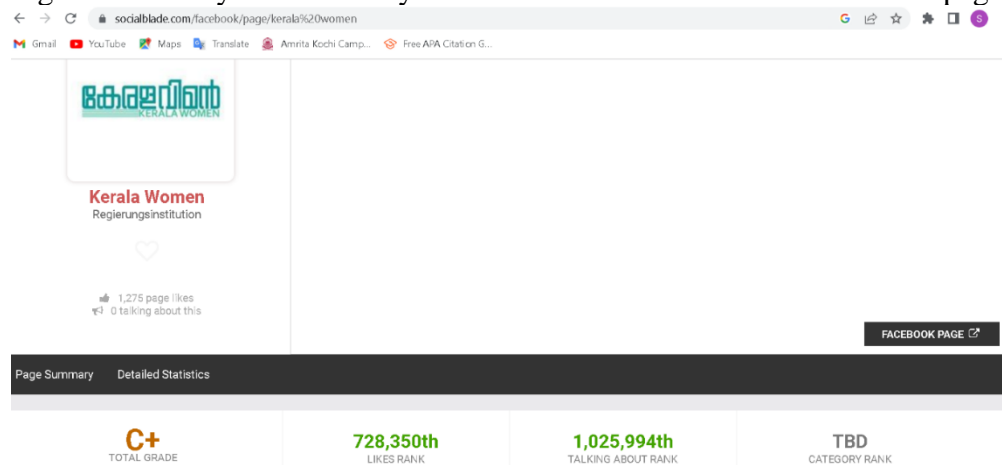 socialblade.com/facebook/page/kerala%20women
Gmail YouTube Maps Translate Amrita Kochi Camp... Free APA Citation G...
കേരളവിമൻ
KERALA WOMEN
Kerala Women
Regierungsinstitution
1,275 page likes
0 talking about this
FACEBOOK PAGE
Page Summary Detailed Statistics
C+ 728,350th 1,025,994th TBD
TOTAL GRADE LIKES RANK TALKING ABOUT RANK CATEGORY RANK